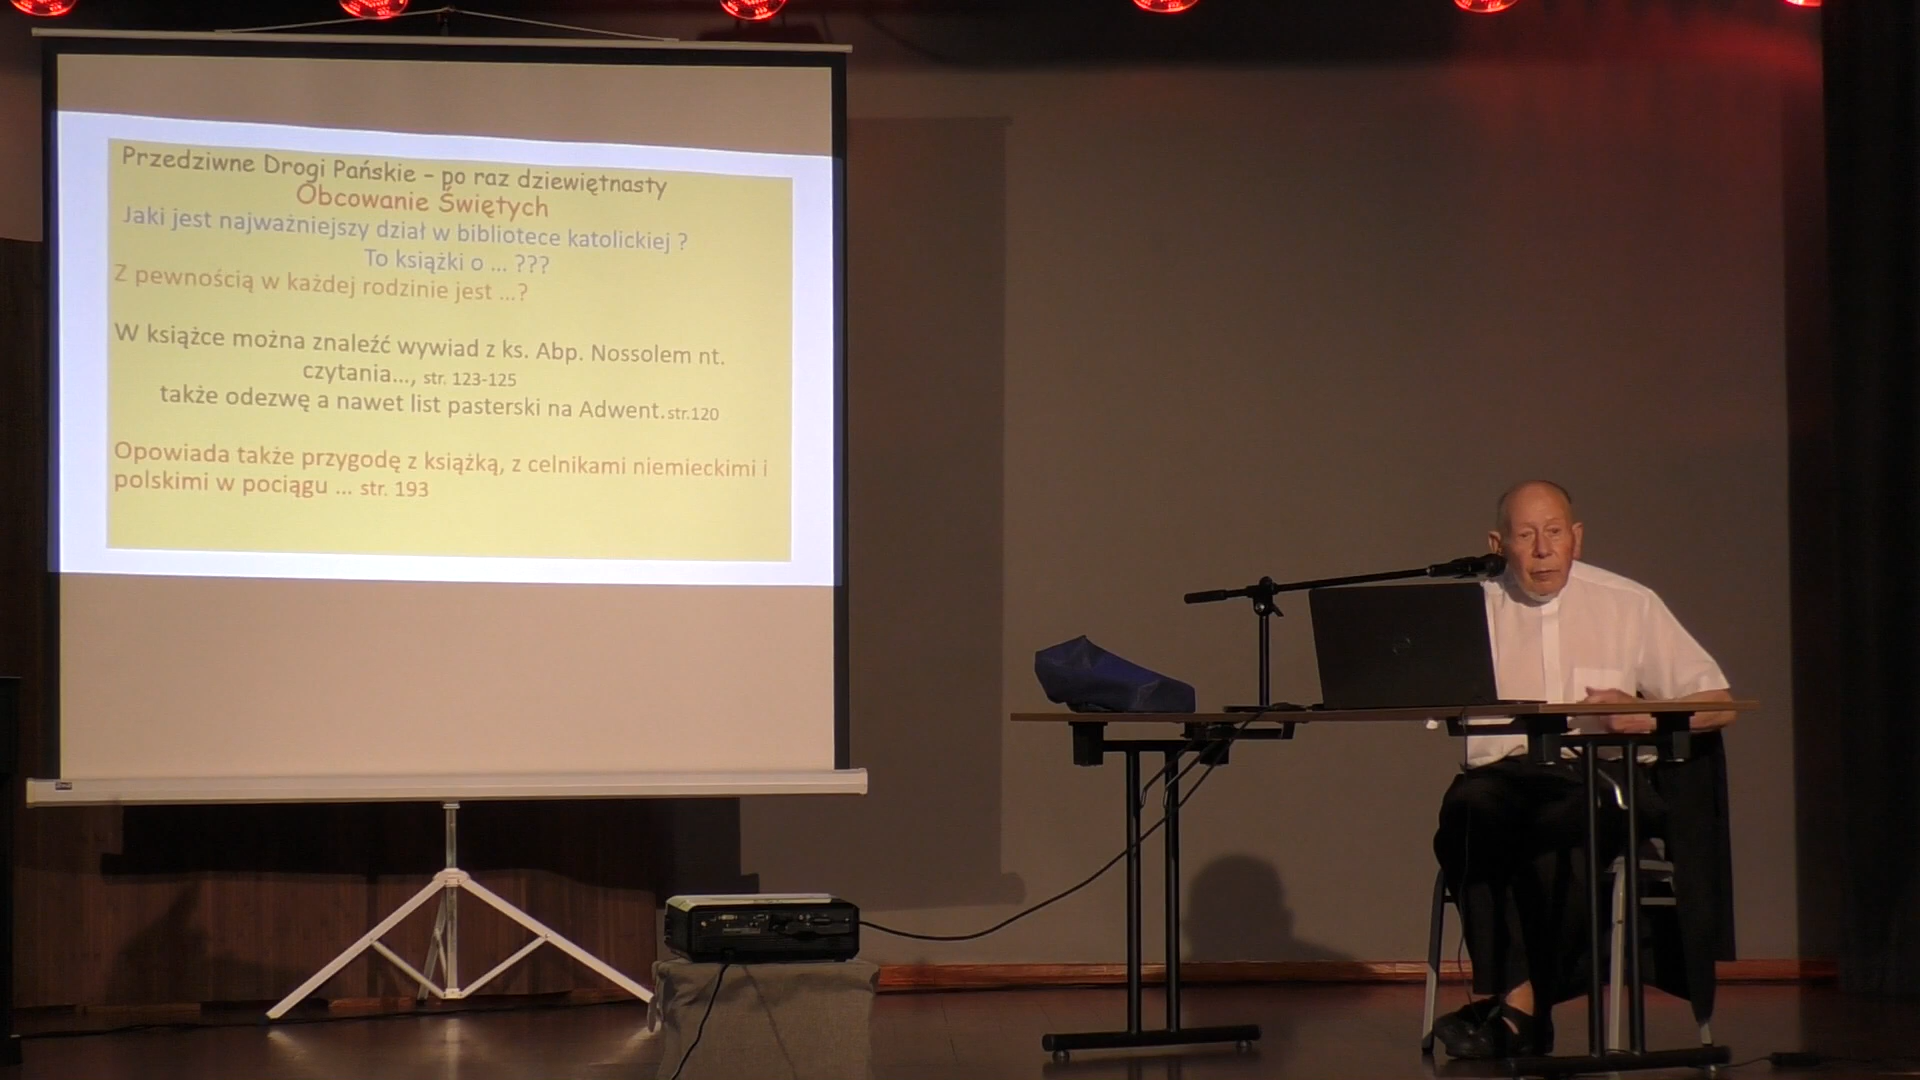 Przedziwne Drogi Pańskie - po raz dziewiętnasty
Obcowanie Świętych
Jaki jest najważniejszy dział w bibliotece katolickiej ?
To książki o ... ???
Z pewnością w każdej rodzinie jest ...?
W książce można znaleźć wywiad z ks. Abp. Nossolem nt.
czytania..., str. 123-125
także odezwę a nawet list pasterski na Adwent.str.120
Opowiada także przygodę z książką, z celnikami niemieckimi i
polskimi w pociągu ... str. 193